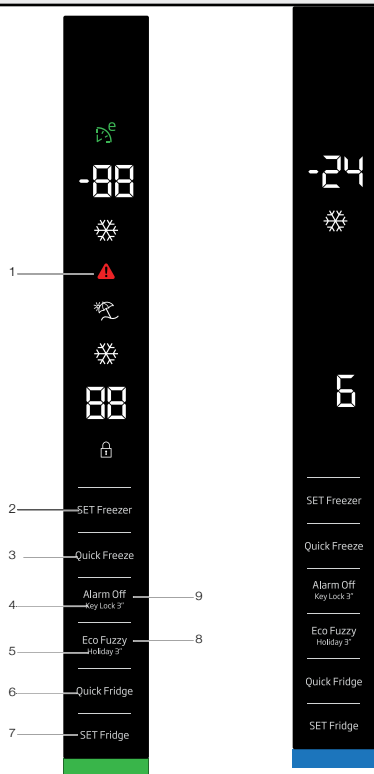 e
-88
1
88
2
SET Freezer
3
Quick Freeze
Alarm Off
9
4
Key Lock 3"
Eco Fuzzy
8
5
Holiday 3"
6
Quick Fridge
7
SET Fridge
-24
6
SET Freezer
Quick Freeze
Alarm Off
Key Lock 3"
Eco Fuzzy
Holiday 3"
Quick Fridge
SET Fridge